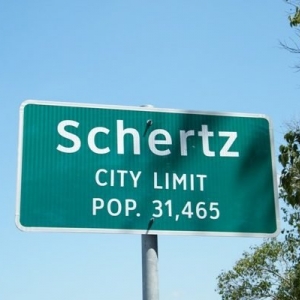 Schertz
CITY LIMIT
POP. 31,465